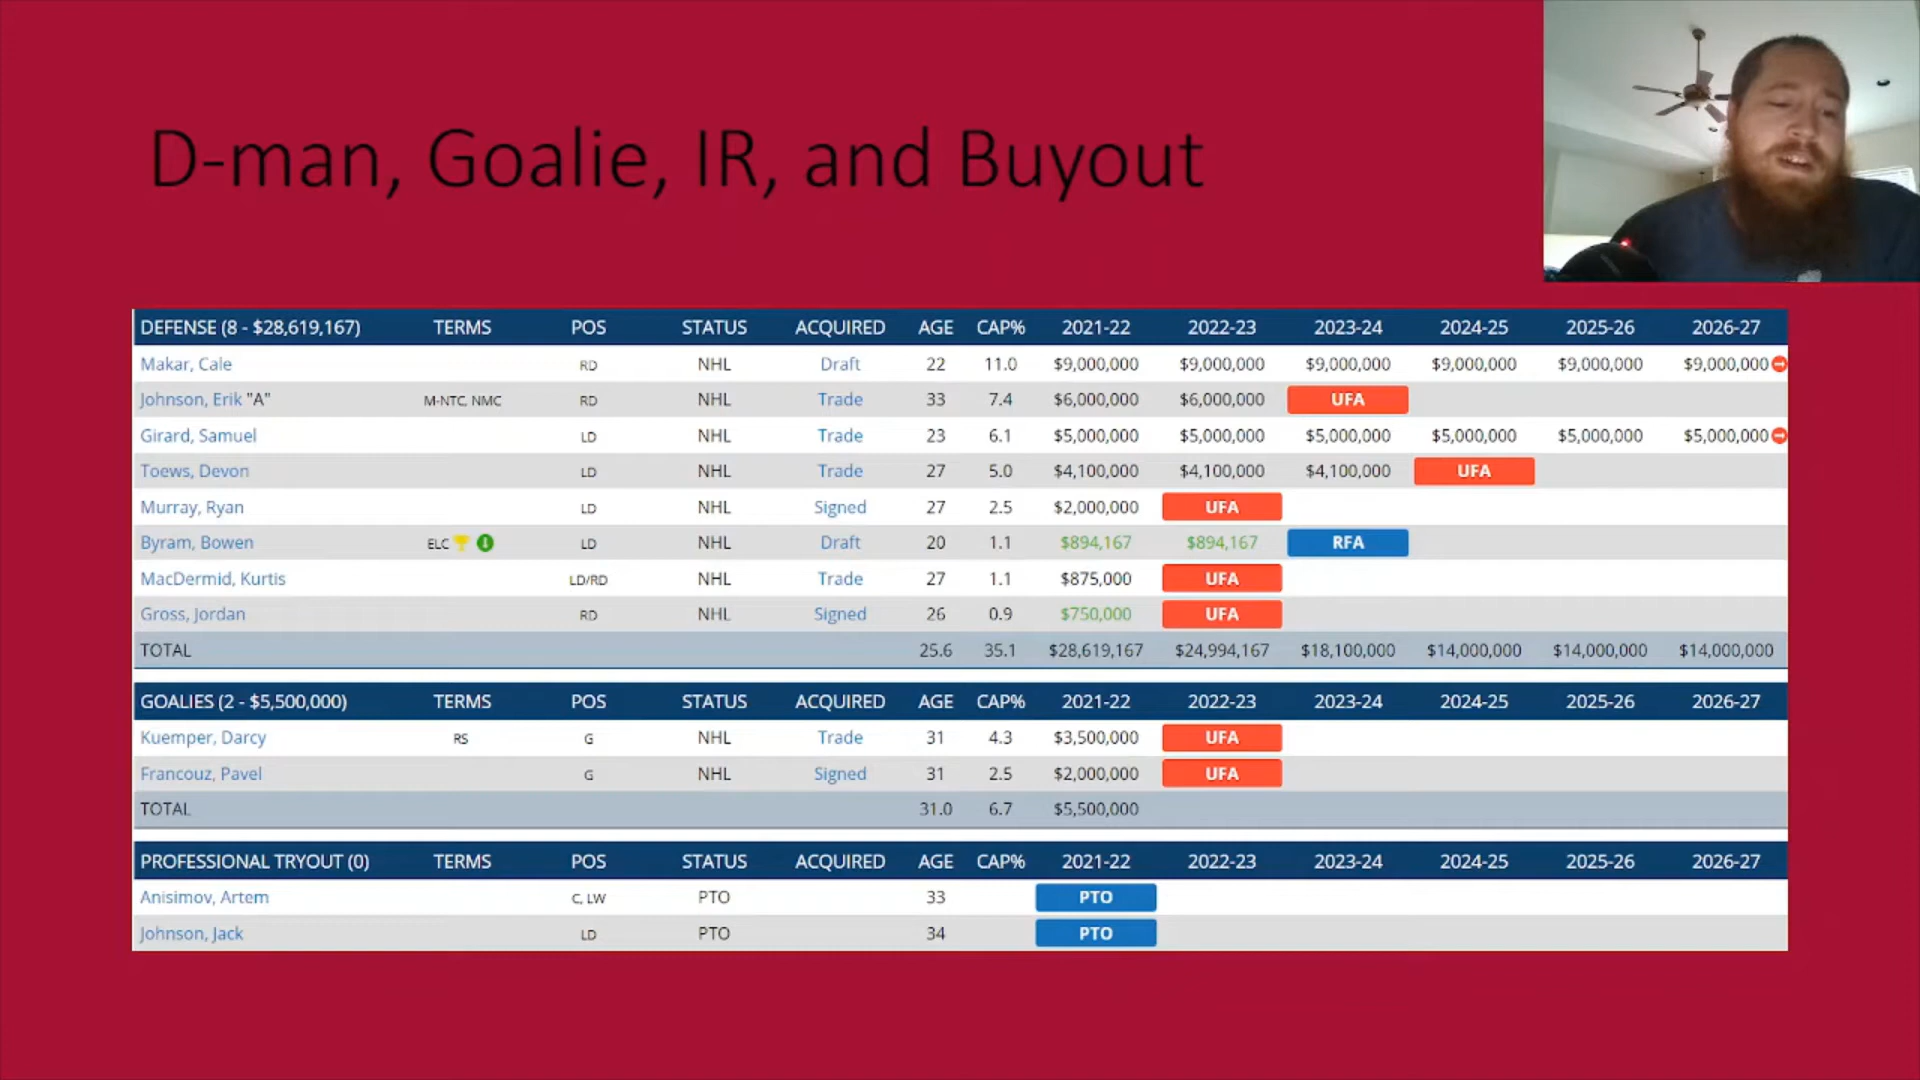 D-man, Goalie, IR, and Buyout
DEFENSE (8 - $28,619,167) TERMS POS STATUS ACQUIRED AGE CAP% 2021-22 2022-23 2023-24 2024-25 2025-26 2026-27
Makar, Cale RD NHL Draft 22 11.0 $9,000,000 $9,000,000 $9,000,000 $9,000,000 $9,000,000 $9,000,000
Johnson, Erik "A" M-NTC, NMC RD NHL Trade 33 7.4 $6,000,000 $6,000,000 UFA
Girard, Samuel LD NHL Trade 23 6.1 $5,000,000 $5,000,000 $5,000,000 $5,000,000 $5,000,000 $5,000,000
Toews, Devon LD NHL Trade 27 5.0 $4,100,000 $4,100,000 $4,100,000 UFA
Murray, Ryan LD NHL Signed 27 2.5 $2,000,000 UFA
Byram, Bowen ELC LD NHL Draft 20 1.1 $894,167 $894,167 RFA
MacDermid, Kurtis LD/RD NHL Trade 27 1.1 $875,000 UFA
Gross, Jordan RD NHL Signed 26 0.9 $750,000 UFA
TOTAL 25.6 35.1 $28,619,167 $24,994,167 $18,100,000 $14,000,000 $14,000,000 $14,000,000
GOALIES (2 - $5,500,000) TERMS POS STATUS ACQUIRED AGE CAP% 2021-22 2022-23 2023-24 2024-25 2025-26 2026-27
Kuemper, Darcy RS G NHL Trade 31 4.3 $3,500,000 UFA
Francouz, Pavel G NHL Signed 31 2.5 $2,000,000 UFA
TOTAL 31.0 6.7 $5,500,000
PROFESSIONAL TRYOUT (0) TERMS POS STATUS ACQUIRED AGE CAP% 2021-22 2022-23 2023-24 2024-25 2025-26 2026-27
Anisimov, Artem C, LW PTO 33 PTO
Johnson, Jack LD PTO 34 PTO